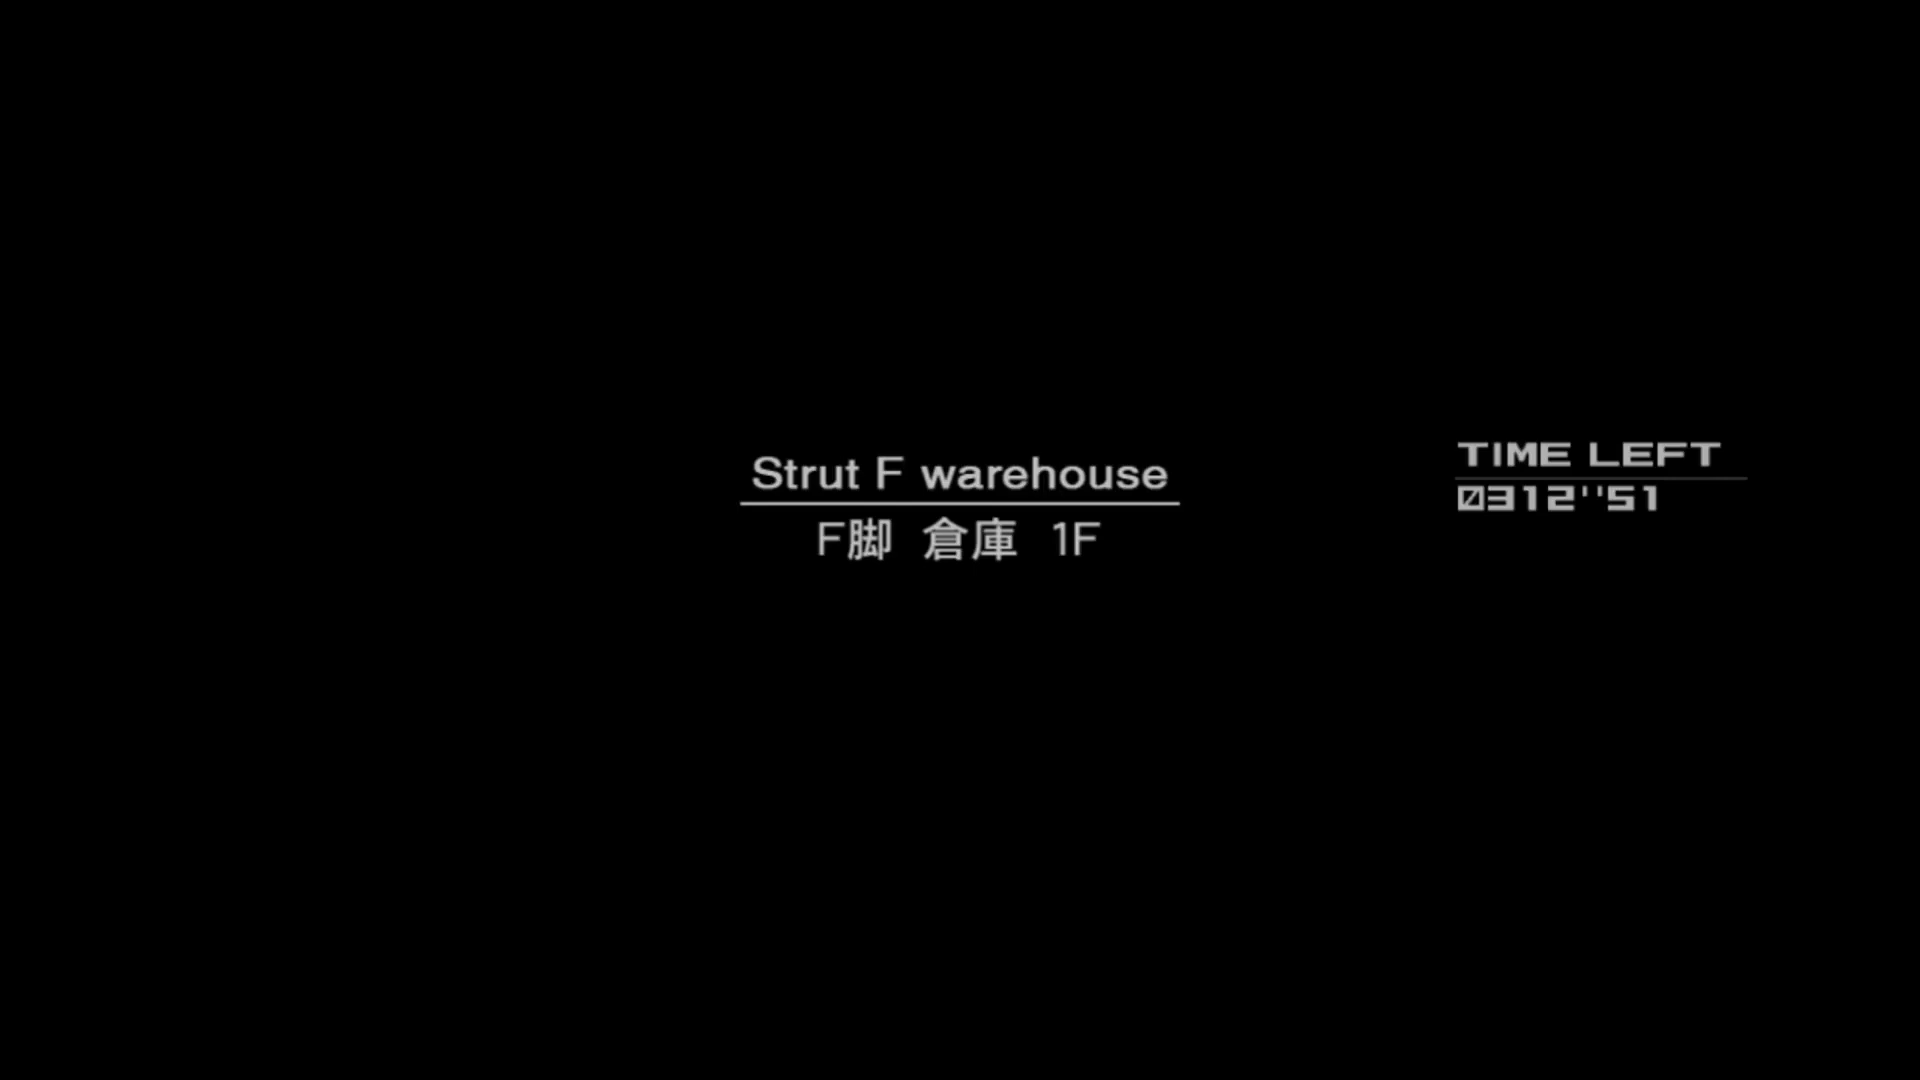 Strut F warehouse
F脚 倉庫 1F
TIME LEFT
0312''51